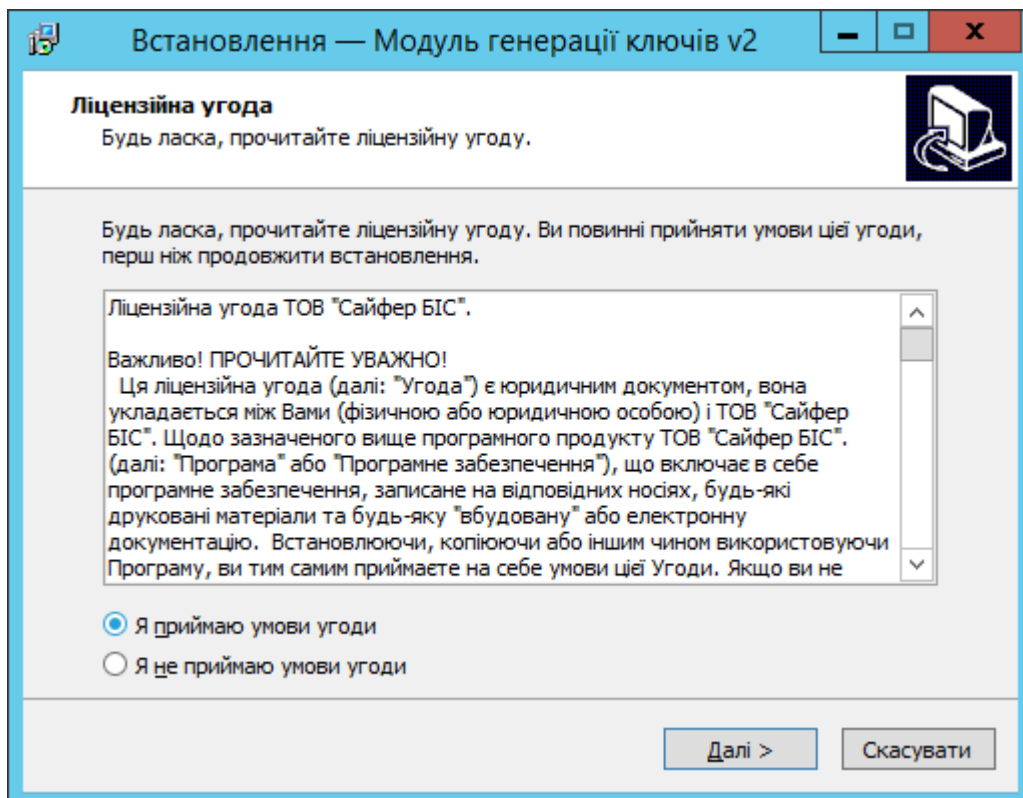 Встановлення — Модуль генерації ключів v2
Ліцензійна угода
Будь ласка, прочитайте ліцензійну угоду.
Будь ласка, прочитайте ліцензійну угоду. Ви повинні прийняти умови цієї угоди,
перш ніж продовжити встановлення.
Ліцензійна угода ТОВ "Сайфер БІС".
Важливо! ПРОЧИТАЙТЕ УВАЖНО!
Ця ліцензійна угода (далі: "Угода") є юридичним документом, вона
укладається між Вами (фізичною або юридичною особою) і ТОВ "Сайфер
БІС". Щодо зазначеного вище програмного продукту ТОВ "Сайфер БІС".
(далі: "Програма" або "Програмне забезпечення"), що включає в себе
програмне забезпечення, записане на відповідних носіях, будь-які
друковані матеріали та будь-яку "вбудовану" або електронну
документацію.  Встановлюючи, копіюючи або іншим чином використовуючи
Програму, ви тим самим приймаєте на себе умови цієї Угоди. Якщо ви не
Я приймаю умови угоди
Я не приймаю умови угоди
Далі >
Скасувати